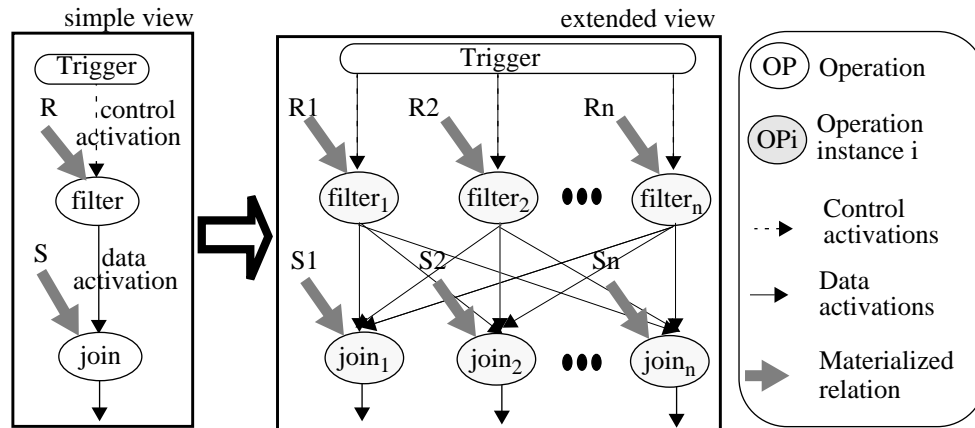 simple view
Trigger
R
control
activation
filter
S
data
activation
join
extended view
Trigger
R1
R2
Rn
filter1
filter2
filtern
S1
S2
Sn
join1
join2
joinn
OP
Operation
OPi
Operation
instance i
Control
activations
Data
activations
Materialized
relation